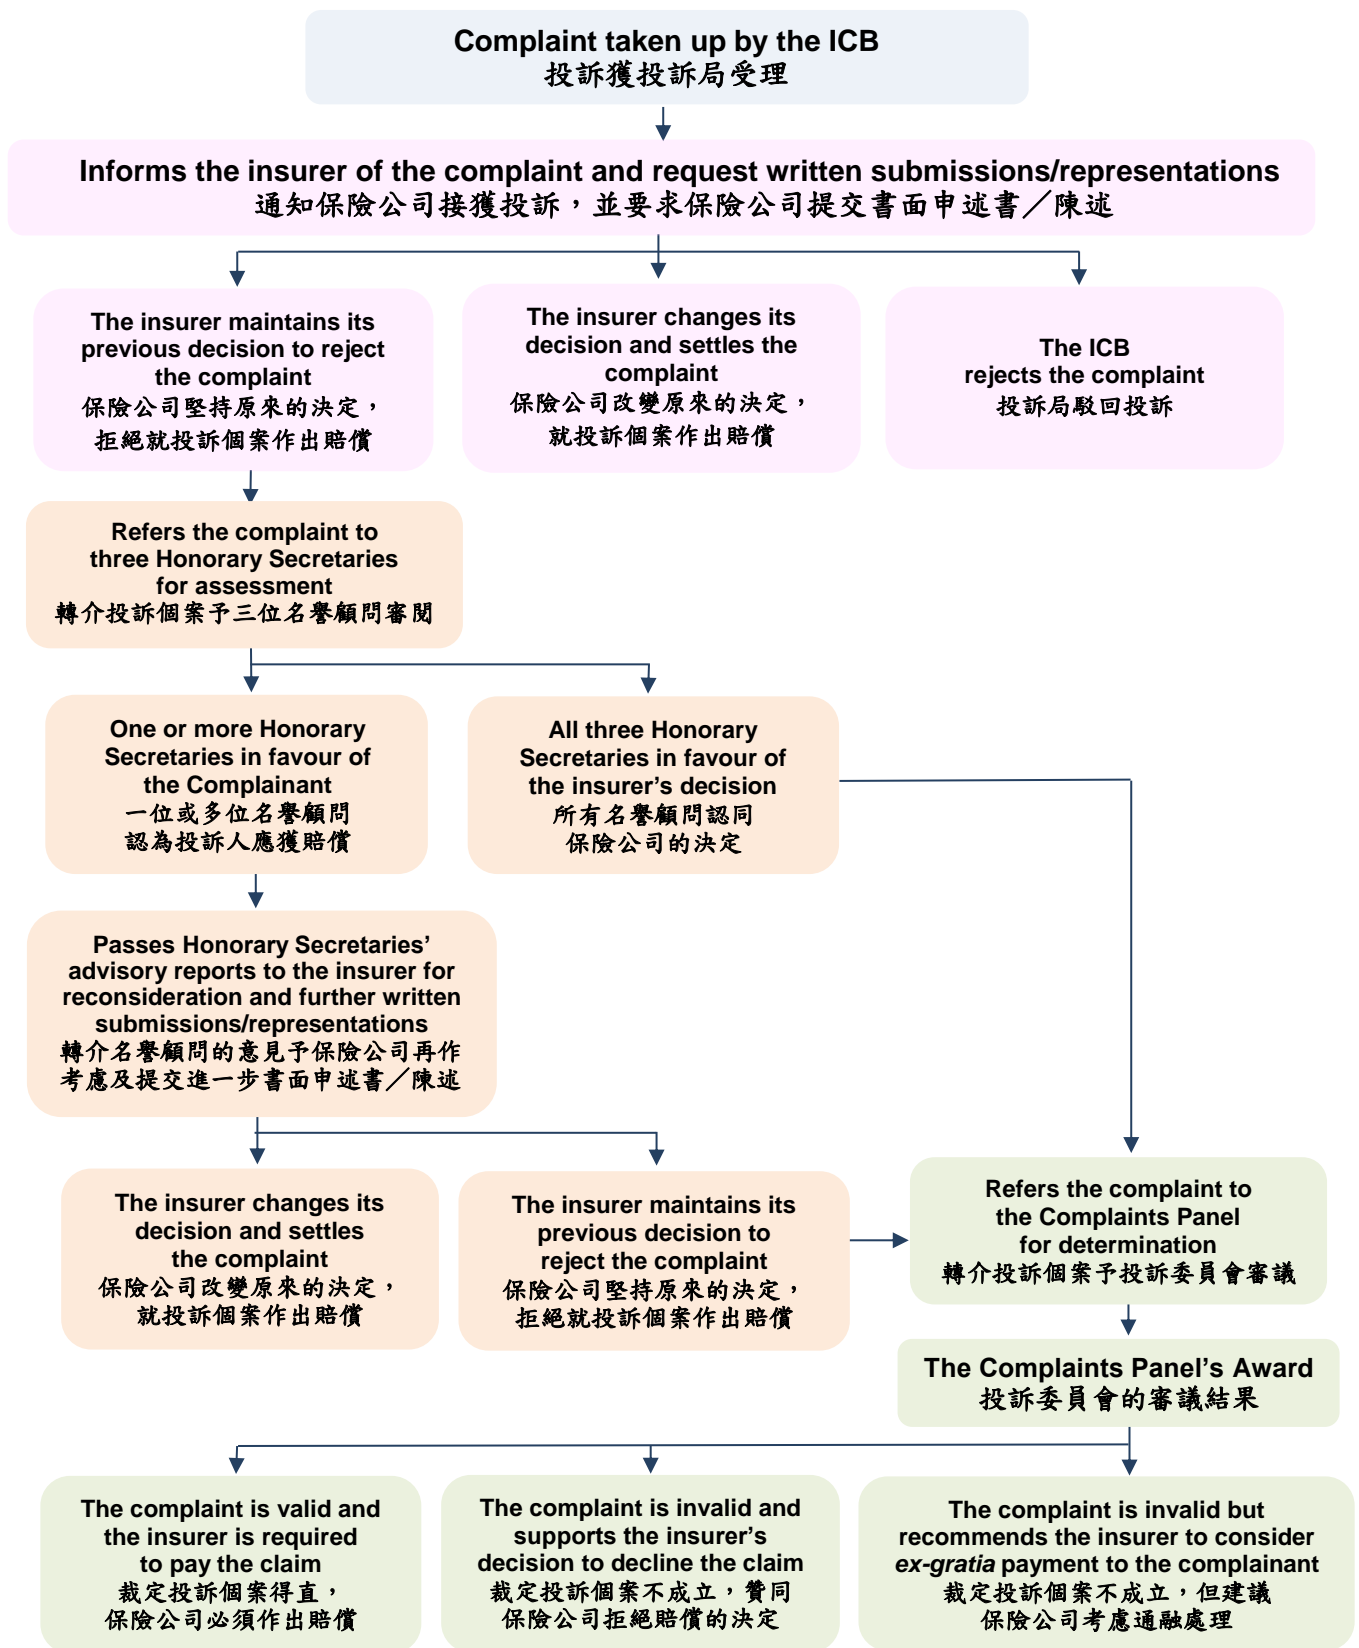 Complaint taken up by the ICB
投訴獲投訴局受理
Informs the insurer of the complaint and request written submissions/representations
通知保險公司接獲投訴，並要求保險公司提交書面申述書／陳述
The insurer maintains its
previous decision to reject
the complaint
保險公司堅持原來的決定，
拒絕就投訴個案作出賠償
The insurer changes its
decision and settles the
complaint
保險公司改變原來的決定，
就投訴個案作出賠償
The ICB
rejects the complaint
投訴局駁回投訴
Refers the complaint to
three Honorary Secretaries
for assessment
轉介投訴個案予三位名譽顧問審閱
One or more Honorary
Secretaries in favour of
the Complainant
一位或多位名譽顧問
認為投訴人應獲賠償
All three Honorary
Secretaries in favour of
the insurer’s decision
所有名譽顧問認同
保險公司的決定
Passes Honorary Secretaries’
advisory reports to the insurer for
reconsideration and further written
submissions/representations
轉介名譽顧問的意見予保險公司再作
考慮及提交進一步書面申述書／陳述
The insurer changes its
decision and settles
the complaint
保險公司改變原來的決定，
就投訴個案作出賠償
The insurer maintains its
previous decision to
reject the complaint
保險公司堅持原來的決定，
拒絕就投訴個案作出賠償
Refers the complaint to
the Complaints Panel
for determination
轉介投訴個案予投訴委員會審議
The Complaints Panel’s Award
投訴委員會的審議結果
The complaint is valid and
the insurer is required
to pay the claim
裁定投訴個案得直，
保險公司必須作出賠償
The complaint is invalid and
supports the insurer’s
decision to decline the claim
裁定投訴個案不成立，贊同
保險公司拒絕賠償的決定
The complaint is invalid but
recommends the insurer to consider
ex-gratia payment to the complainant
裁定投訴個案不成立，但建議
保險公司考慮通融處理